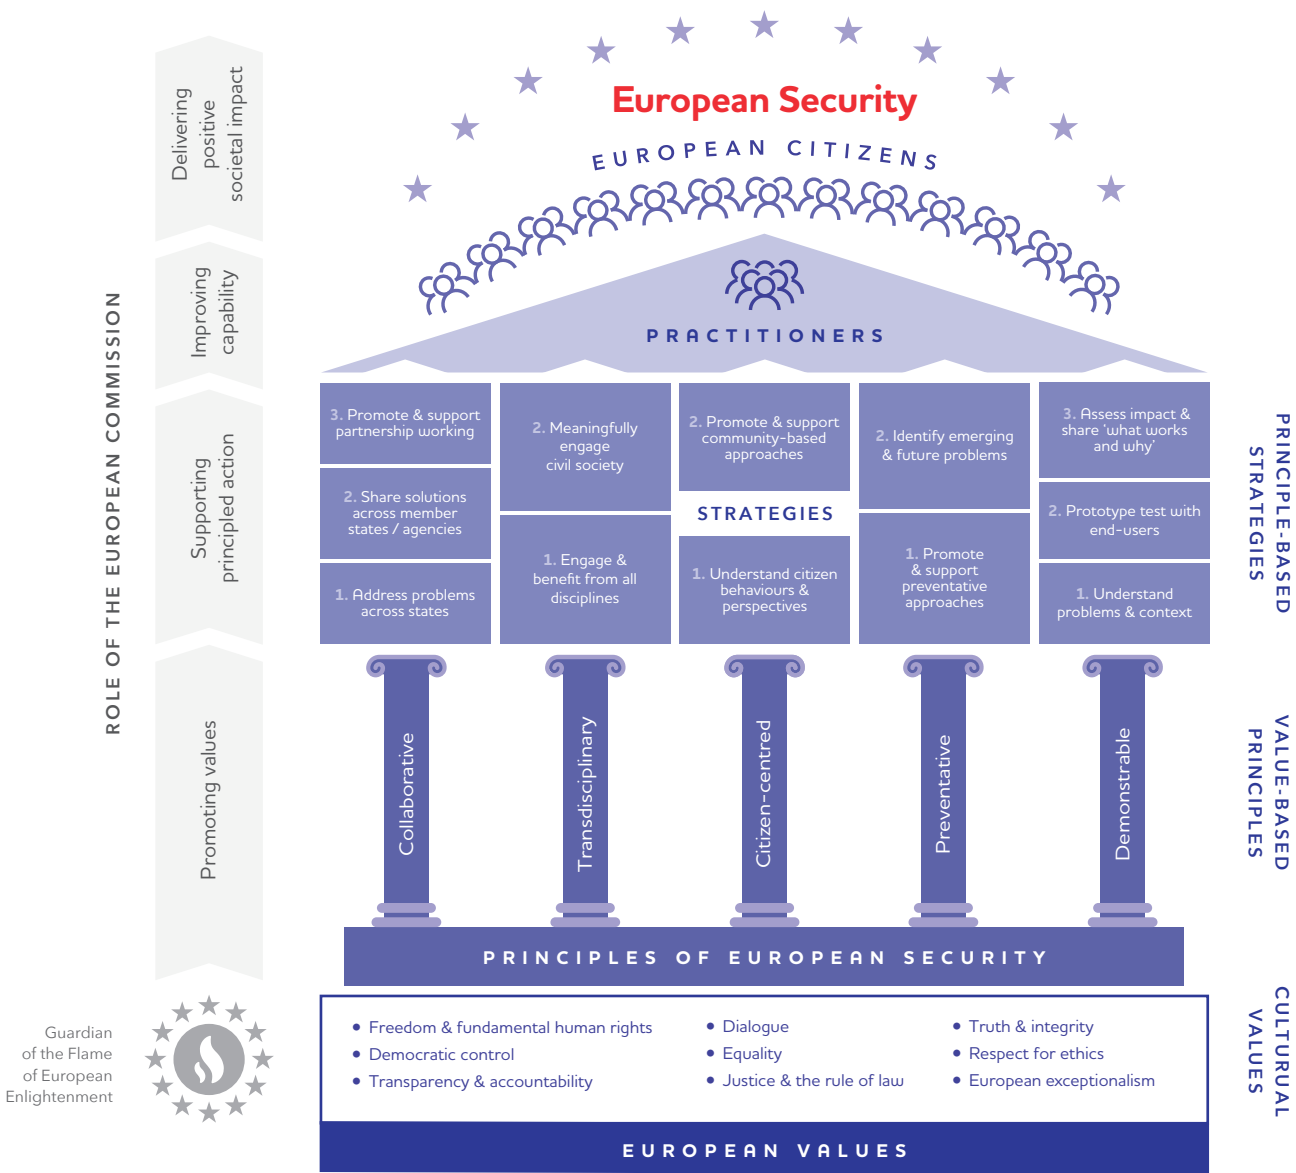 European Security
EUROPEAN CITIZENS
PRACTITIONERS
ROLE OF THE EUROPEAN COMMISSION
Delivering
positive
societal impact
Improving
capability
Supporting
principled action
Promoting values
3. Promote & support
partnership working
2. Share solutions
across member
states / agencies
1. Address problems
across states
2. Meaningfully
engage
civil society
1. Engage &
benefit from all
disciplines
2. Promote & support
community-based
approaches
STRATEGIES
1. Understand citizen
behaviours &
perspectives
2. Identify emerging
& future problems
1. Promote
& support
preventative
approaches
3. Assess impact &
share ‘what works
and why’
2. Prototype test with
end-users
1. Understand
problems & context
PRINCIPLE-BASED
STRATEGIES
Collaborative
Transdisciplinary
Citizen-centred
Preventative
Demonstrable
VALUE-BASED
PRINCIPLES
PRINCIPLES OF EUROPEAN SECURITY
Guardian
of the Flame
of European
Enlightenment
• Freedom & fundamental human rights
• Democratic control
• Transparency & accountability
• Dialogue
• Equality
• Justice & the rule of law
• Truth & integrity
• Respect for ethics
• European exceptionalism
CULTURUAL
VALUES
EUROPEAN VALUES